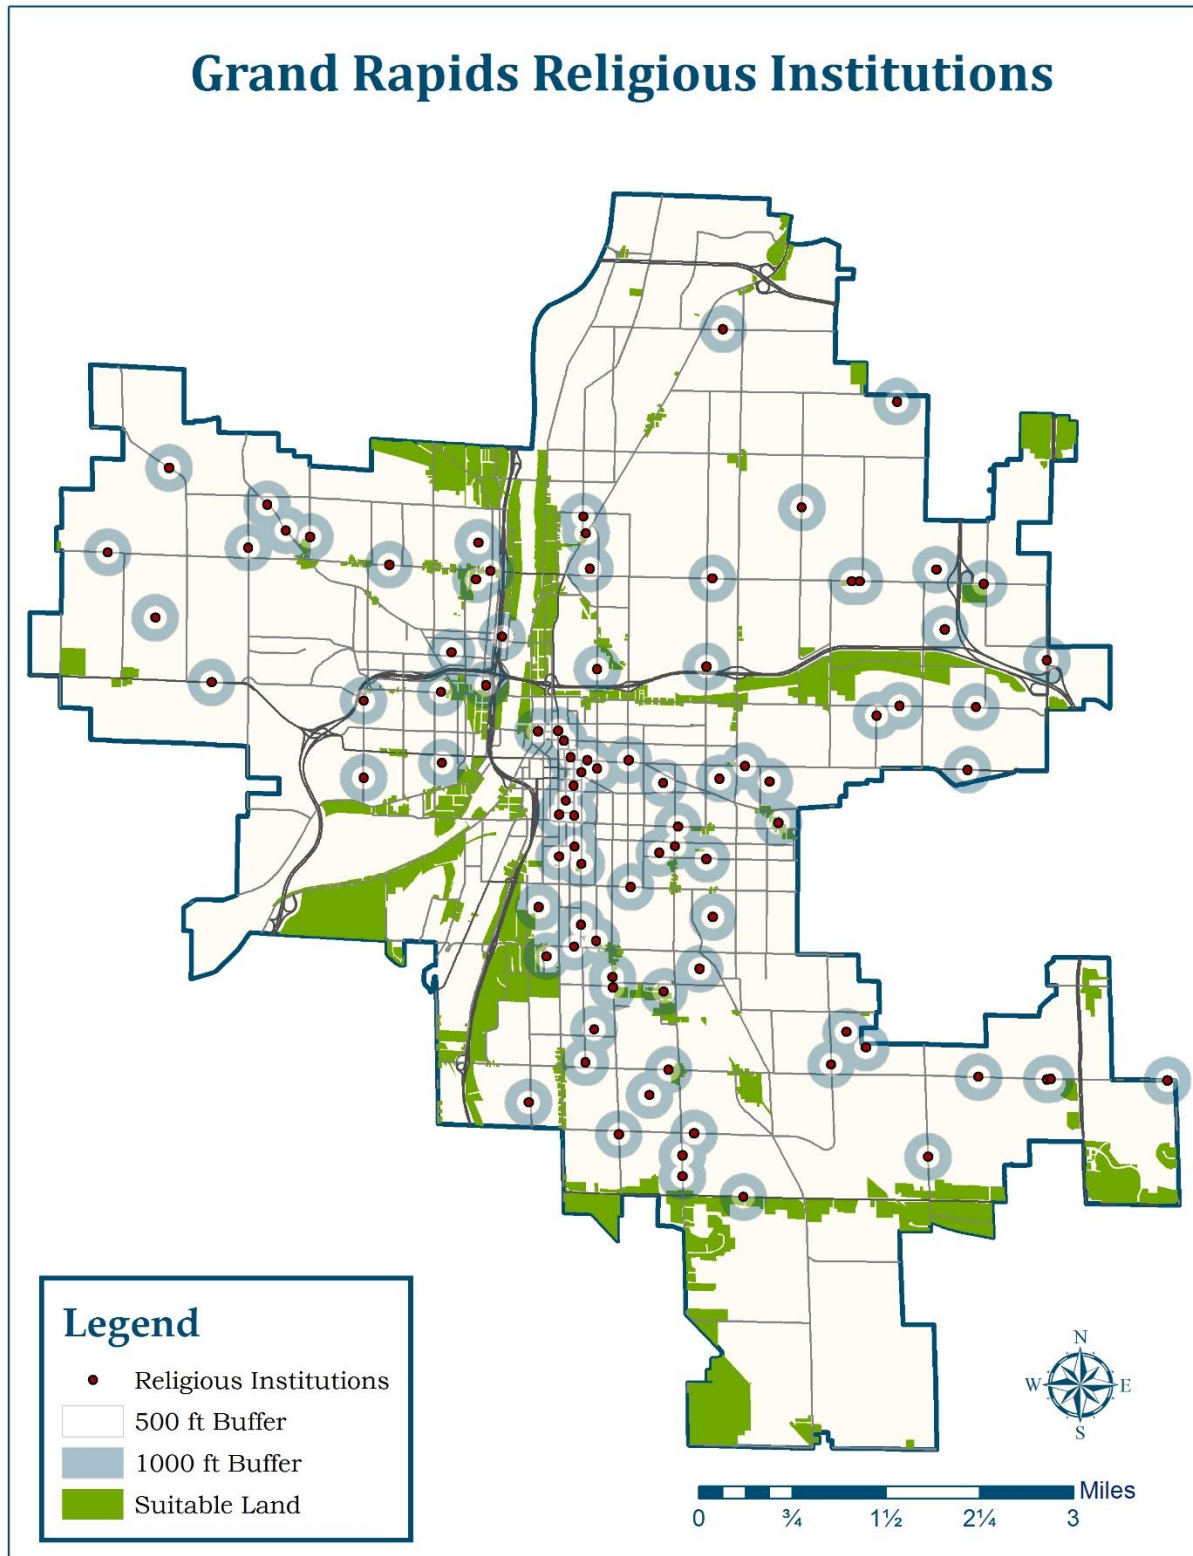 Grand Rapids Religious Institutions
Legend
Religious Institutions
500 ft Buffer
1000 ft Buffer
Suitable Land
N
W E
S
Miles
0 ¾ 1½ 2¼ 3